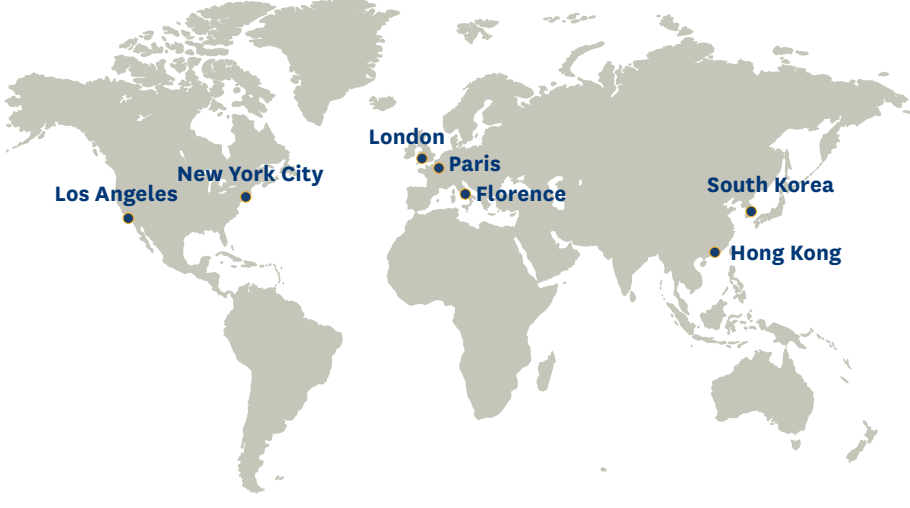 London
Paris
New York City
South Korea
Los Angeles
Florence
Hong Kong